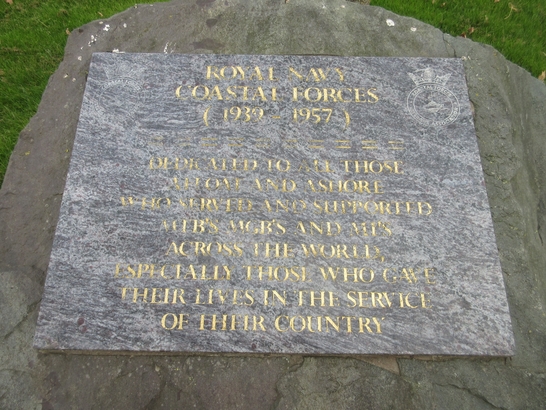 ROYAL NAVY
COASTAL FORCES
(1939 - 1957)
DEDICATED TO ALL THOSE
AFLOAT AND ASHORE
WHO SERVED AND SUPPORTED
MTB'S MGB'S AND ML'S
ACROSS THE WORLD,
ESPECIALLY THOSE WHO GAVE
THEIR LIVES IN THE SERVICE
OF THEIR COUNTRY